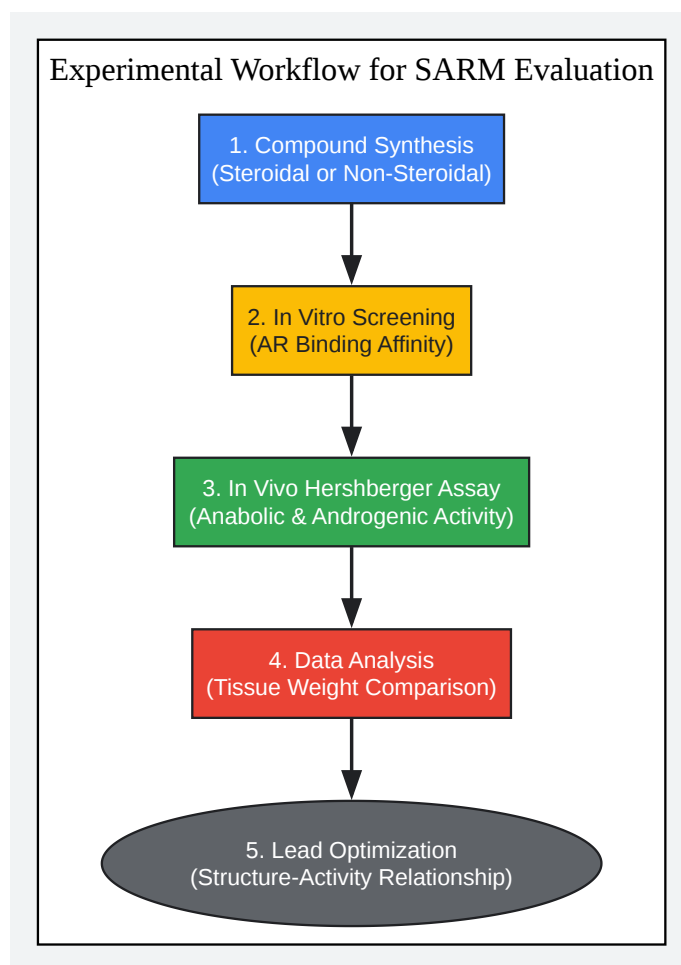 Experimental Workflow for SARM Evaluation
1. Compound Synthesis
(Steroidal or Non-Steroidal)
2. In Vitro Screening
(AR Binding Affinity)
3. In Vivo Hershberger Assay
(Anabolic & Androgenic Activity)
4. Data Analysis
(Tissue Weight Comparison)
5. Lead Optimization
(Structure-Activity Relationship)